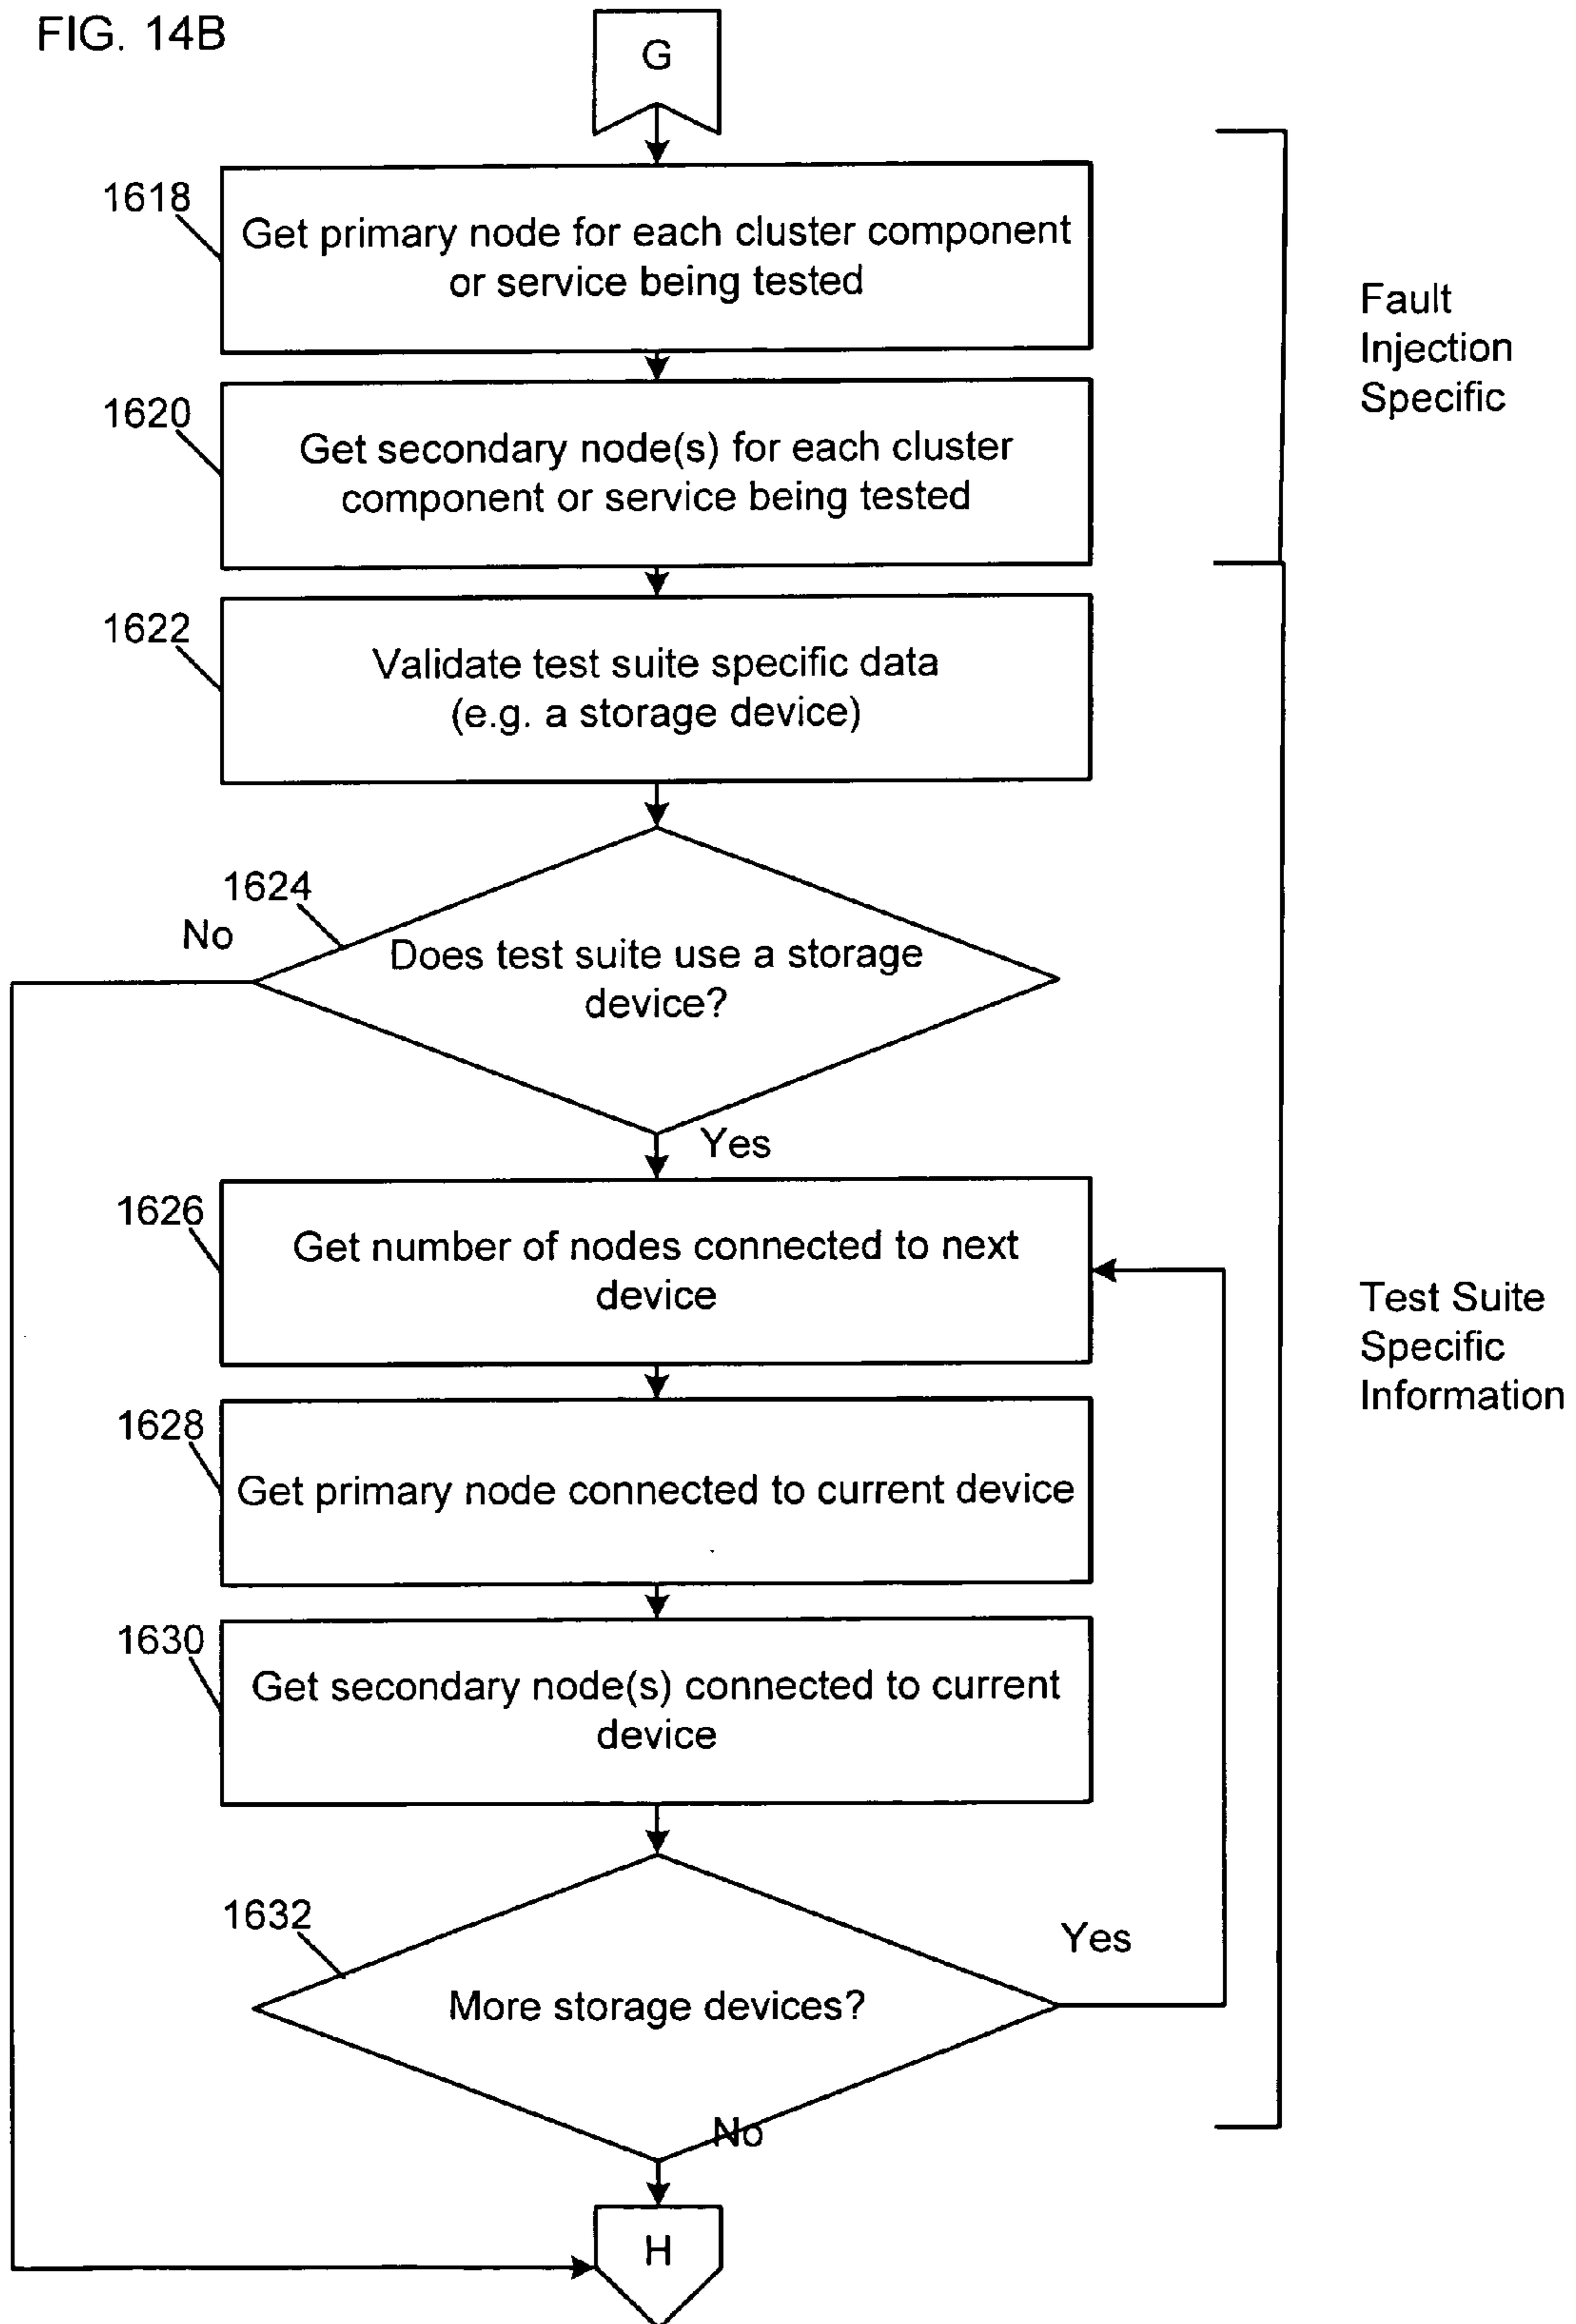 FIG. 14B
G
1618
Get primary node for each cluster component
or service being tested
Fault
Injection
Specific
1620
Get secondary node(s) for each cluster
component or service being tested
1622
Validate test suite specific data
(e.g. a storage device)
1624
No
Does test suite use a storage
device?
Yes
1626
Get number of nodes connected to next
device
Test Suite
Specific
Information
1628
Get primary node connected to current device
1630
Get secondary node(s) connected to current
device
1632
Yes
More storage devices?
No
H